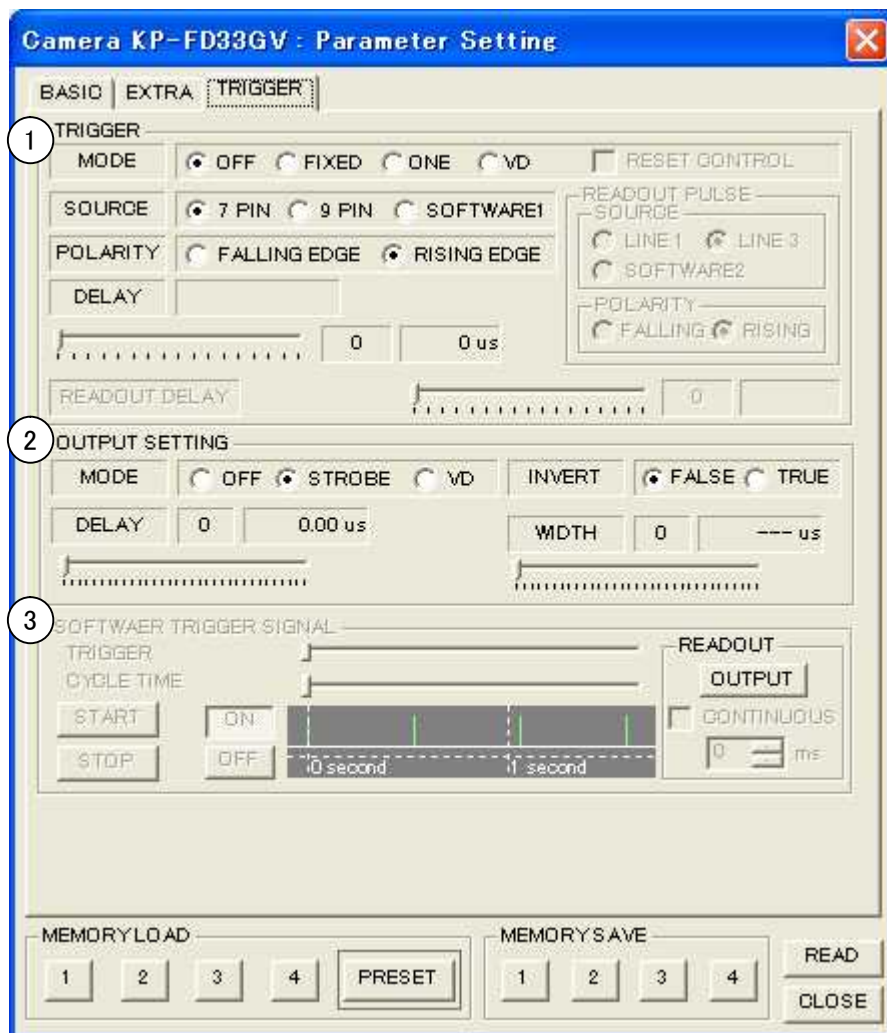 Camera KP-FD33GV : Parameter Setting
BASIC EXTRA TRIGGER
1 TRIGGER
MODE OFF FIXED ONE VD RESET CONTROL
SOURCE 7 PIN 9 PIN SOFTWARE1
READOUT PULSE
SOURCE
LINE 1 LINE 3
SOFTWARE2
POLARITY FALLING EDGE RISING EDGE
DELAY
POLARITY
FALLING RISING
0 0 us
READOUT DELAY 0
2 OUTPUT SETTING
MODE OFF STROBE VD INVERT FALSE TRUE
DELAY 0 0.00 us WIDTH 0 --- us
3 SOFTWAER TRIGGER SIGNAL
TRIGGER
CYCLE TIME
START ON
STOP OFF
0 second 1 second
READOUT
OUTPUT
CONTINUOUS
0 ms
MEMORY LOAD
1 2 3 4 PRESET
MEMORY SAVE
1 2 3 4
READ
CLOSE